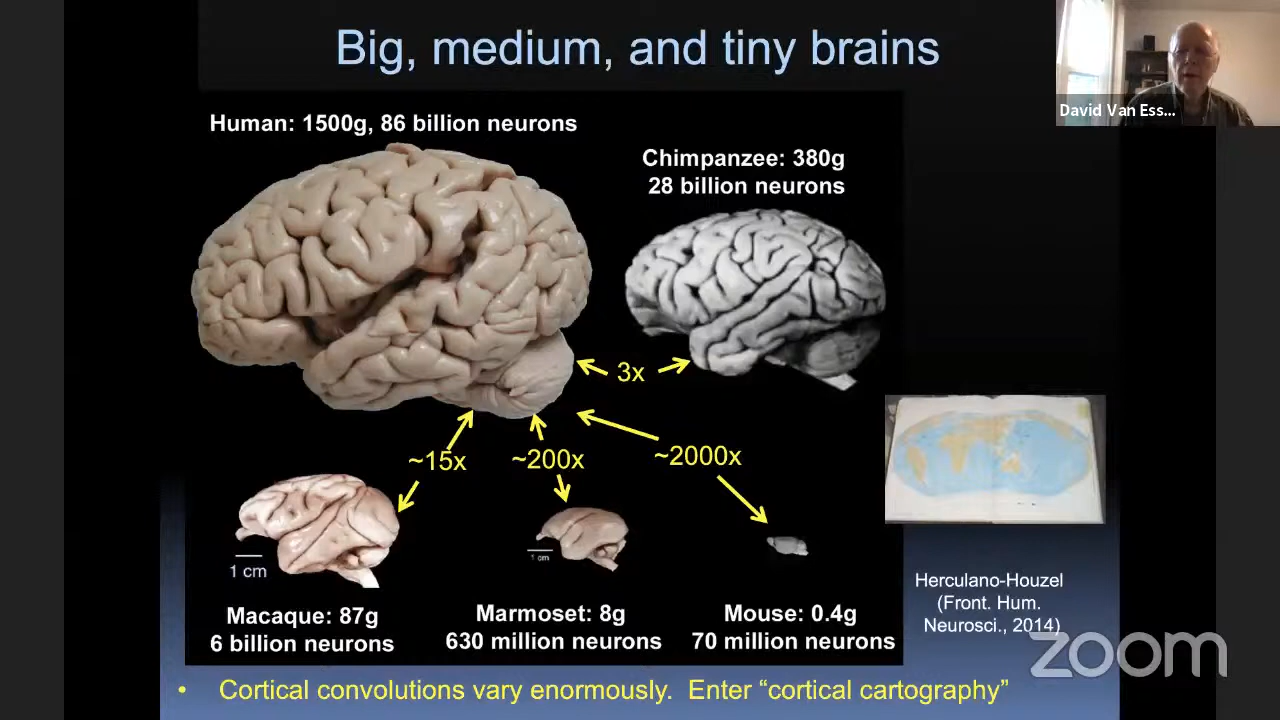 Big, medium, and tiny brains
David Van Ess...
Human: 1500g, 86 billion neurons
Chimpanzee: 380g
28 billion neurons
3x
~15x
~200x
~2000x
1 cm
1 cm
Macaque: 87g
6 billion neurons
Marmoset: 8g
630 million neurons
Mouse: 0.4g
70 million neurons
Herculano-Houzel
(Front. Hum.
Neurosci., 2014)
zoom
• Cortical convolutions vary enormously. Enter “cortical cartography”